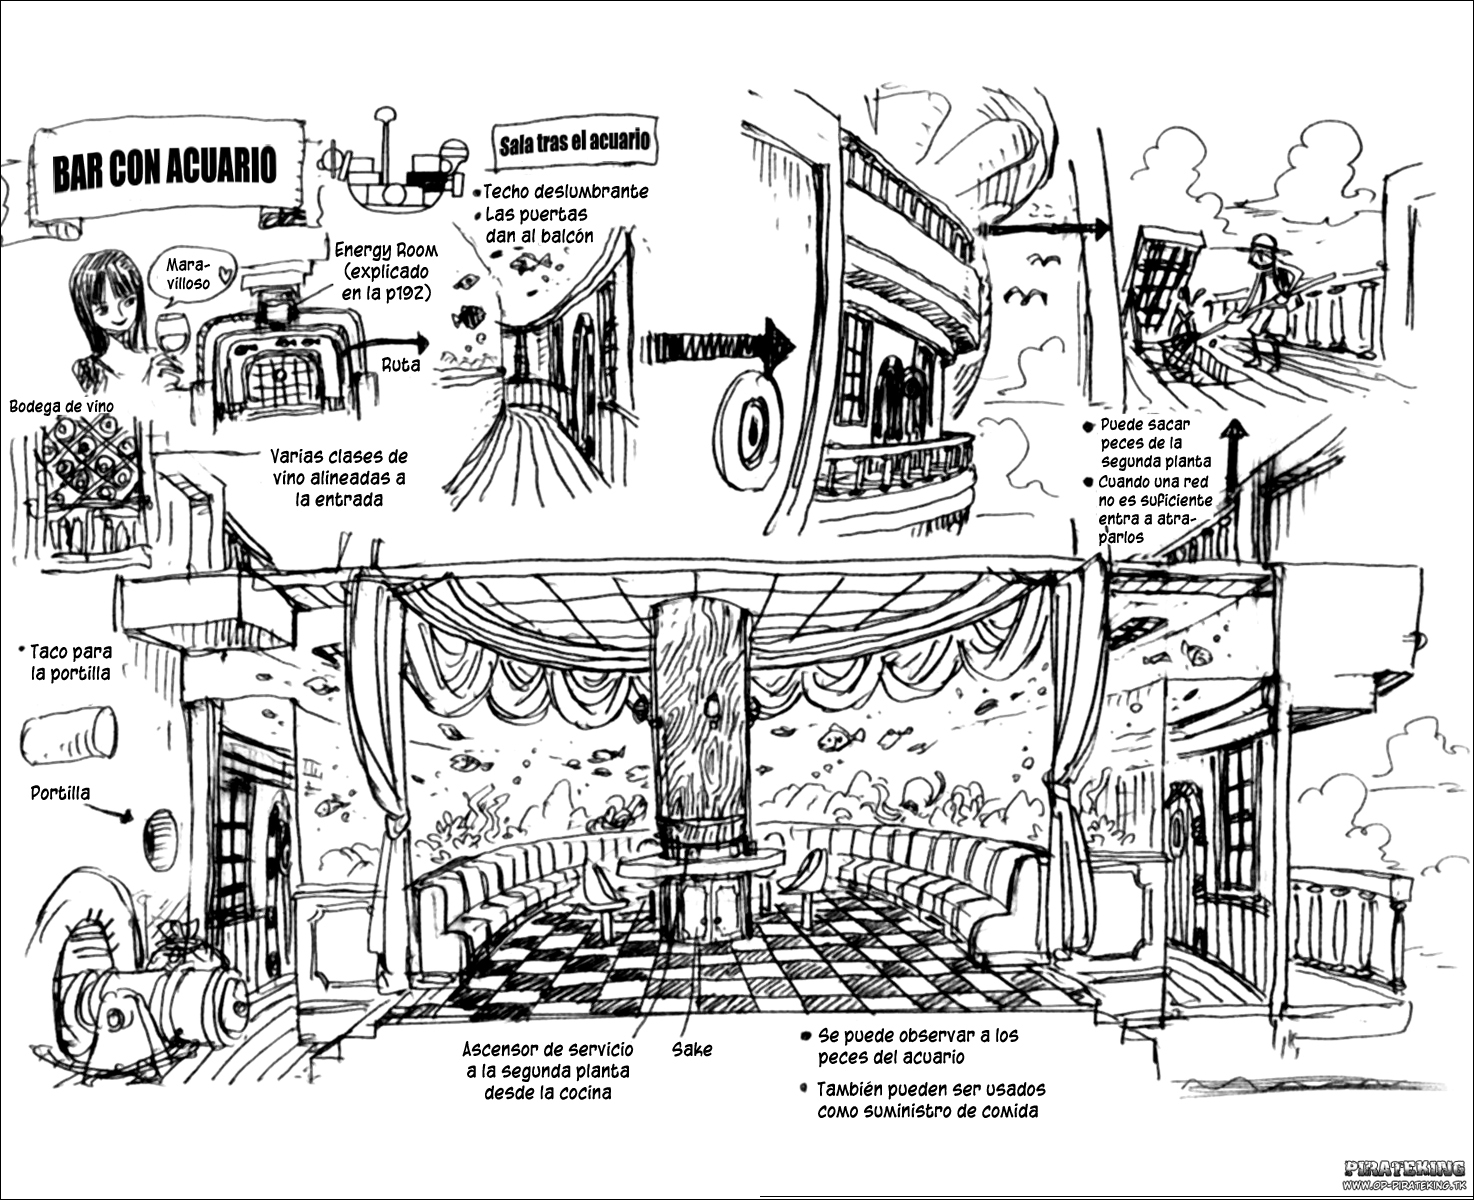 BAR CON ACUARIO
Sala tras el acuario
• Techo deslumbrante
• Las puertas
dan al balcón
Mara-
villoso
Energy Room
(explicado
en la p192)
Ruta
Bodega de vino
Varias clases de
vino alineadas a
la entrada
• Puede sacar
peces de la
segunda planta
• Cuando una red
no es suficiente
entra a atra-
parlos
• Taco para
la portilla
Portilla
Ascensor de servicio
a la segunda planta
desde la cocina
Sake
• Se puede observar a los
peces del acuario
• También pueden ser usados
como suministro de comida
PIRATEKING
WWW.OP-PIRATEKING.TK